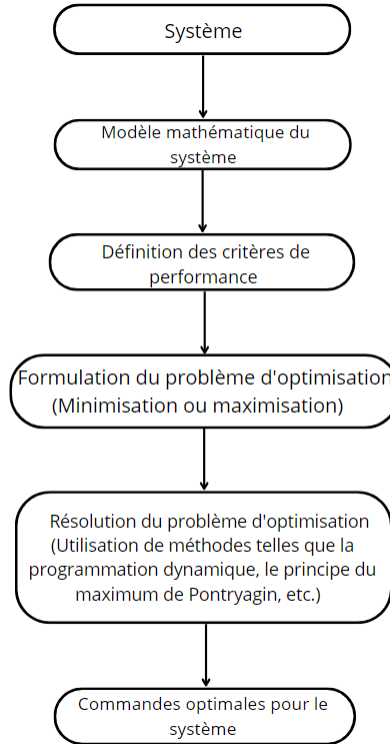 Système
Modèle mathématique du
système
Définition des critères de
performance
Formulation du problème d'optimisation
(Minimisation ou maximisation)
Résolution du problème d'optimisation
(Utilisation de méthodes telles que la
programmation dynamique, le principe du
maximum de Pontryagin, etc.)
Commandes optimales pour le
système